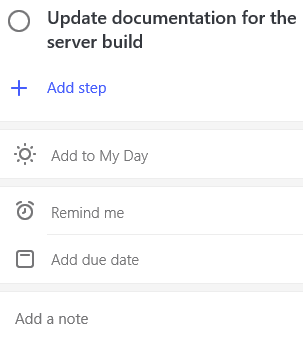 Update documentation for the
server build
Add step
Add to My Day
Remind me
Add due date
Add a note